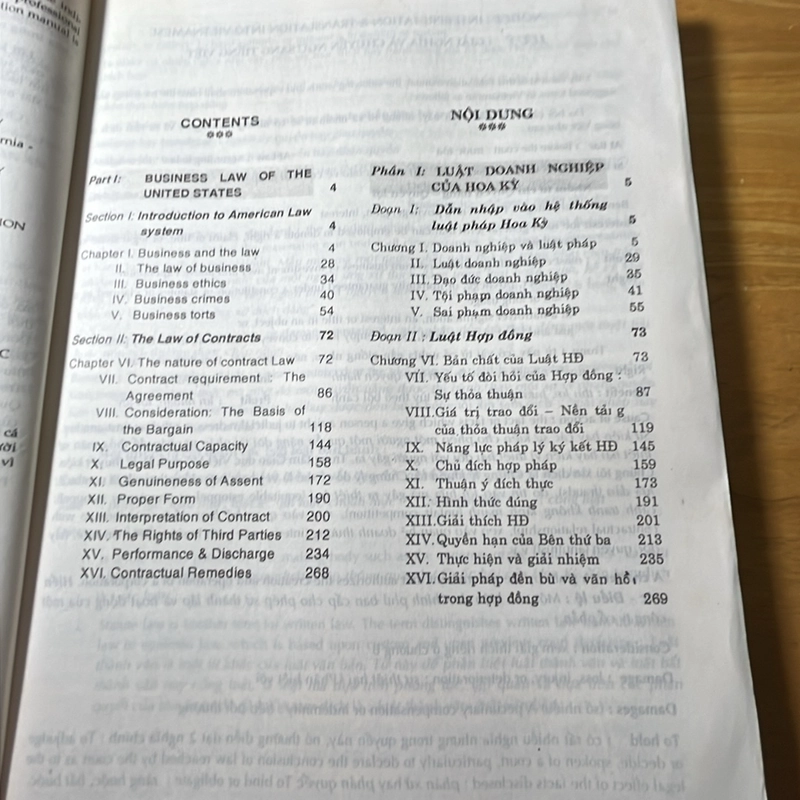 CONTENTS
Part I: BUSINESS LAW OF THE
UNITED STATES 4
Section I: Introduction to American Law
system 4
Chapter I. Business and the law 4
II. The law of business 28
III. Business ethics 34
IV. Business crimes 40
V. Business torts 54
Section II: The Law of Contracts 72
Chapter VI. The nature of contract Law 72
VII. Contract requirement : The
Agreement 86
VIII. Consideration: The Basis of
the Bargain 118
IX. Contractual Capacity 144
X. Legal Purpose 158
XI. Genuineness of Assent 172
XII. Proper Form 190
XIII. Interpretation of Contract 200
XIV. The Rights of Third Parties 212
XV. Performance & Discharge 234
XVI. Contractual Remedies 268
NỘI DUNG
Phần I: LUẬT DOANH NGHIỆP
CỦA HOA KỲ 5
Đoạn I: Dẫn nhập vào hệ thống
luật pháp Hoa Kỳ 5
Chương I. Doanh nghiệp và luật pháp 5
II. Luật doanh nghiệp 29
III. Đạo đức doanh nghiệp 35
IV. Tội phạm doanh nghiệp 41
V. Sai phạm doanh nghiệp 55
Đoạn II : Luật Hợp đồng 73
Chương VI. Bản chất của Luật HĐ 73
VII. Yếu tố đòi hỏi của Hợp đồng :
Sự thỏa thuận 87
VIII. Giá trị trao đổi – Nền tảng
của thỏa thuận trao đổi 119
IX. Năng lực pháp lý ký kết HĐ 145
X. Chủ đích hợp pháp 159
XI. Thuận ý đích thực 173
XII. Hình thức đúng 191
XIII. Giải thích HĐ 201
XIV. Quyền hạn của Bên thứ ba 213
XV. Thực hiện và giải nhiệm 235
XVI. Giải pháp đền bù và vãn hồi
trong hợp đồng 269